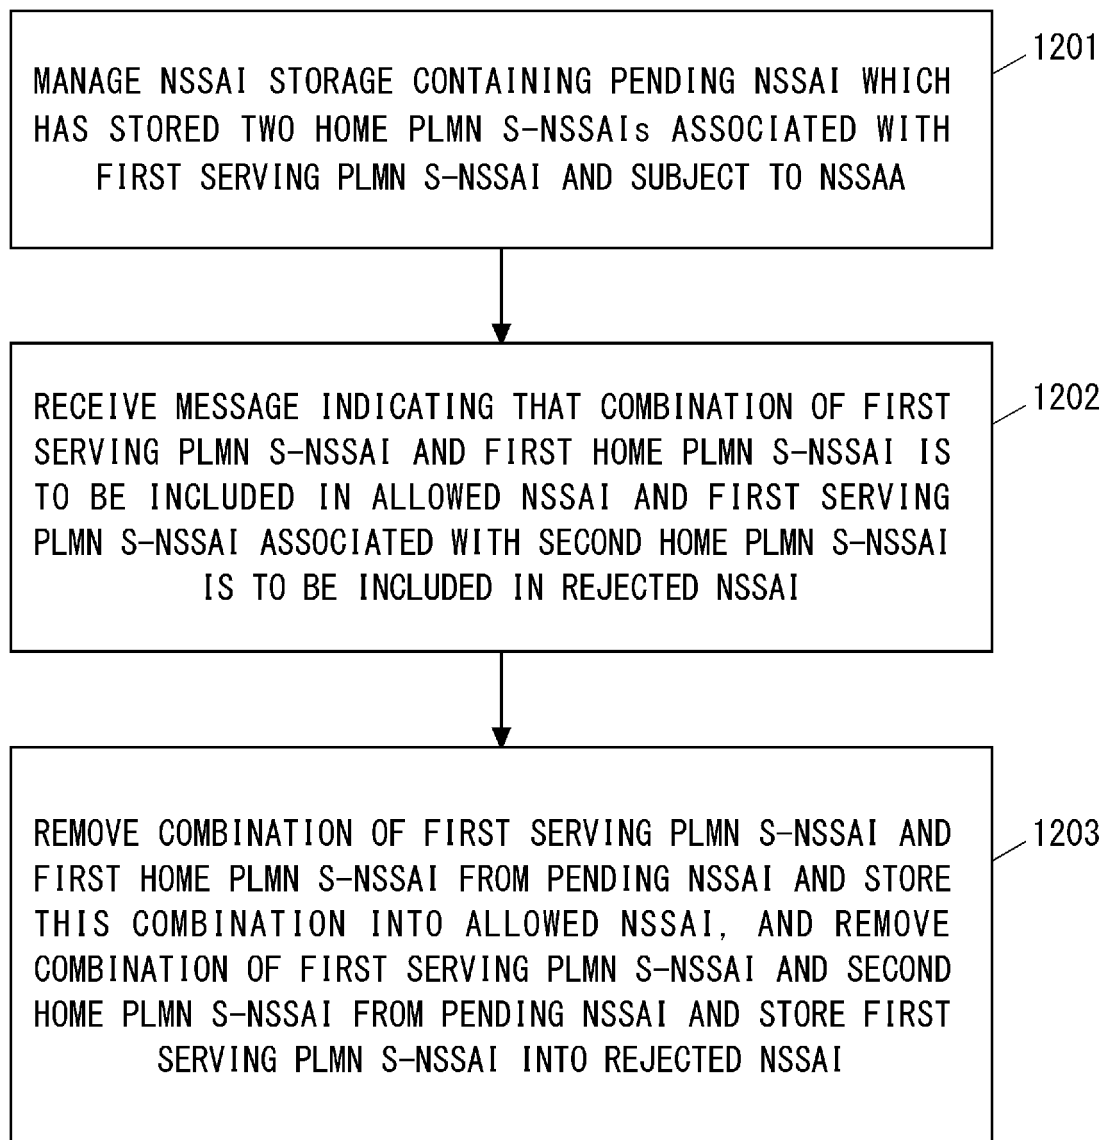 1201
MANAGE NSSAI STORAGE CONTAINING PENDING NSSAI WHICH
HAS STORED TWO HOME PLMN S-NSSAIs ASSOCIATED WITH
FIRST SERVING PLMN S-NSSAI AND SUBJECT TO NSSAA
1202
RECEIVE MESSAGE INDICATING THAT COMBINATION OF FIRST
SERVING PLMN S-NSSAI AND FIRST HOME PLMN S-NSSAI IS
TO BE INCLUDED IN ALLOWED NSSAI AND FIRST SERVING
PLMN S-NSSAI ASSOCIATED WITH SECOND HOME PLMN S-NSSAI
IS TO BE INCLUDED IN REJECTED NSSAI
1203
REMOVE COMBINATION OF FIRST SERVING PLMN S-NSSAI AND
FIRST HOME PLMN S-NSSAI FROM PENDING NSSAI AND STORE
THIS COMBINATION INTO ALLOWED NSSAI, AND REMOVE
COMBINATION OF FIRST SERVING PLMN S-NSSAI AND SECOND
HOME PLMN S-NSSAI FROM PENDING NSSAI AND STORE FIRST
SERVING PLMN S-NSSAI INTO REJECTED NSSAI